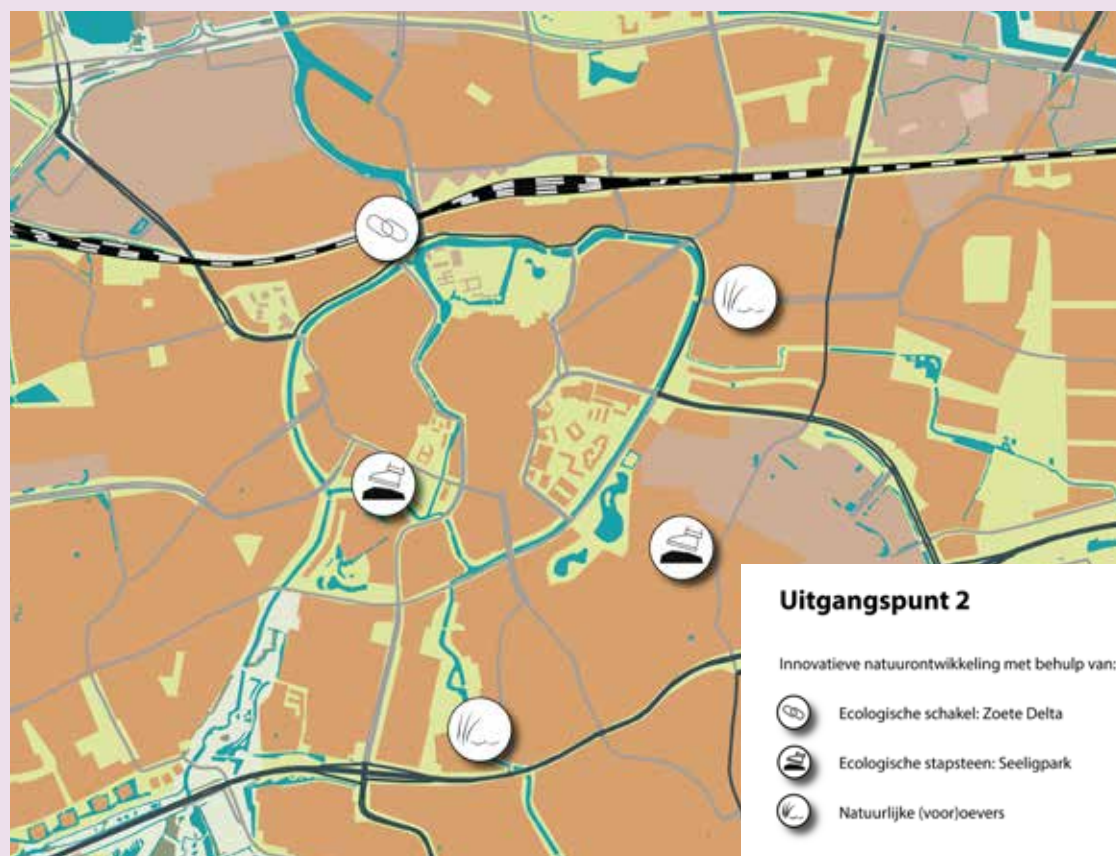 Uitgangspunt 2
Innovatieve natuurontwikkeling met behulp van:
Ecologische schakel: Zoete Delta
Ecologische stapsteen: Seeligpark
Natuurlijke (voor)oevers